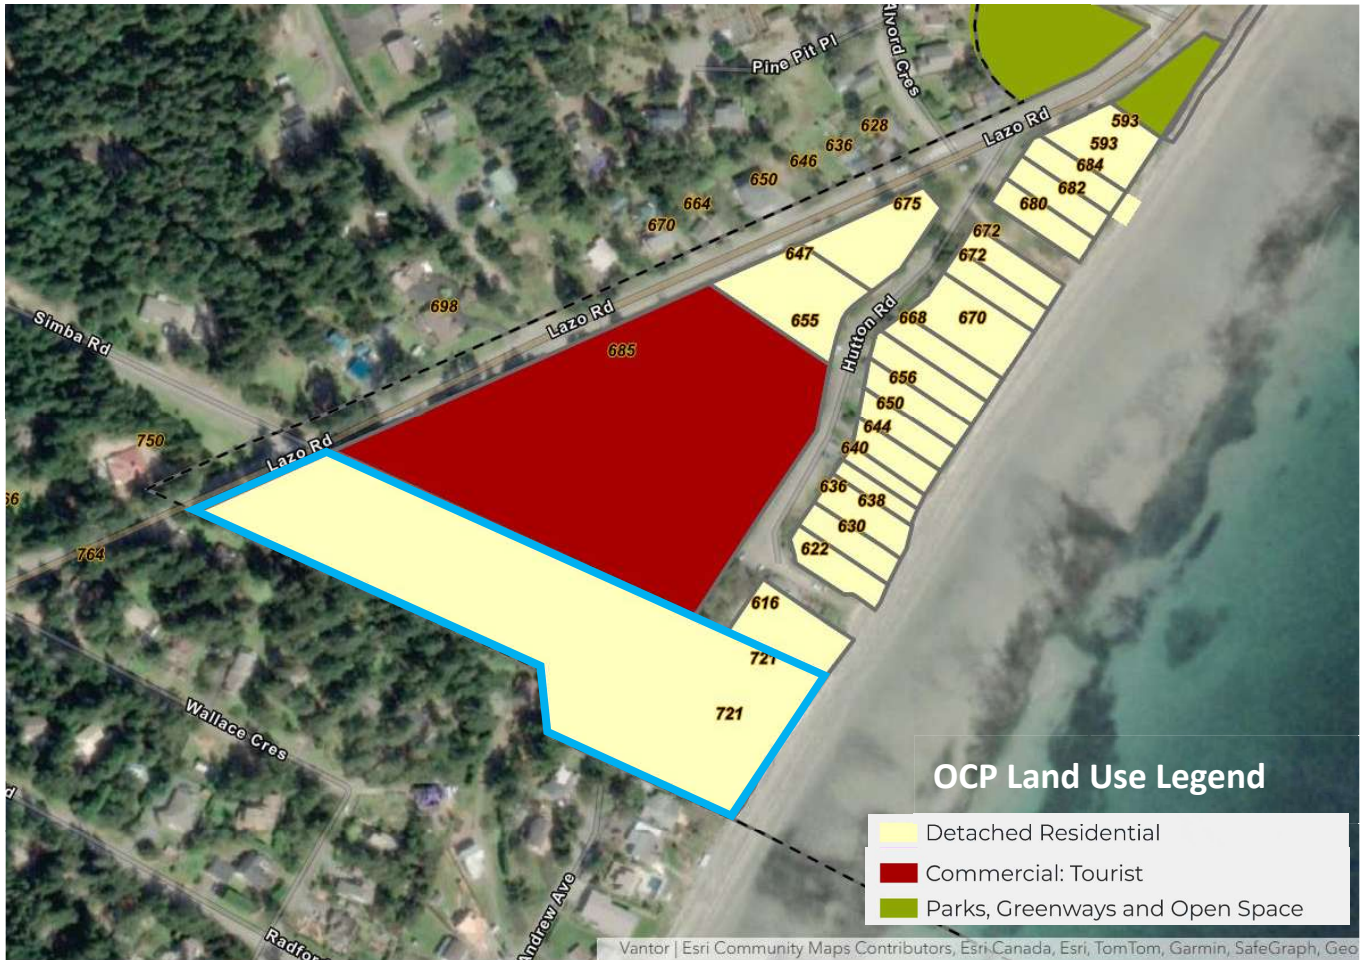 Alvord Cres
Pine Pit Pl
593
Lazo Rd
628
593
636
684
646
650
682
664
675
680
670
672
647
672
698
Lazo Rd
655
Hutton Rd
668
670
Simba Rd
685
656
650
644
750
Lazo Rd
640
636
638
66
630
764
622
616
721
721
Wallace Cres
d
Radfor
Andrew Ave
OCP Land Use Legend
Detached Residential
Commercial: Tourist
Parks, Greenways and Open Space
Vantor | Esri Community Maps Contributors, Esri Canada, Esri, TomTom, Garmin, SafeGraph, Geo